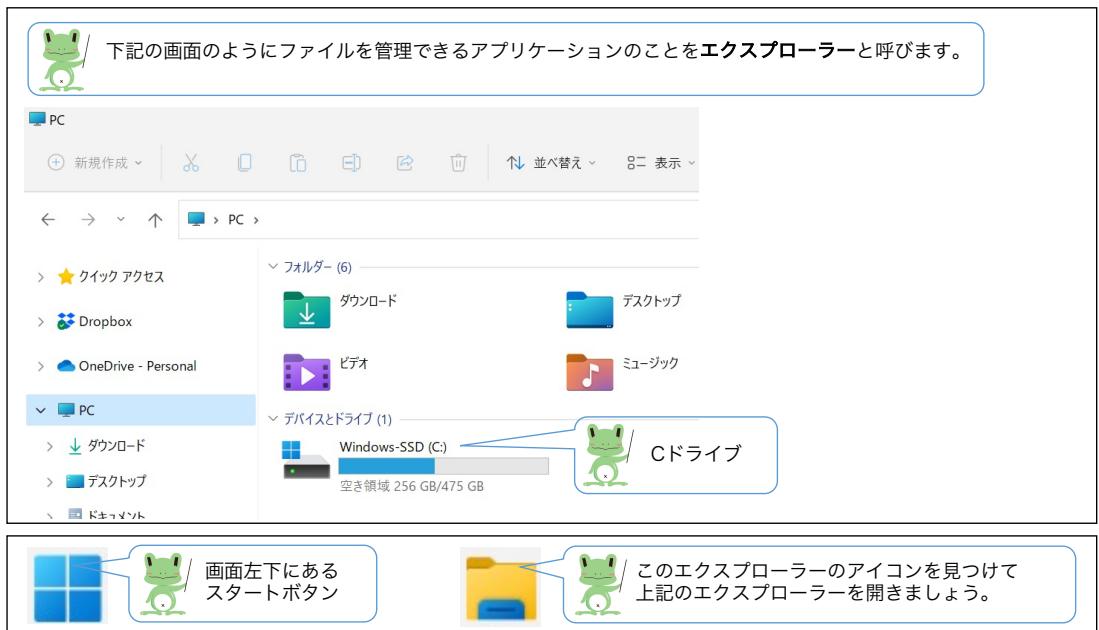 下記の画面のようにファイルを管理できるアプリケーションのことをエクスプローラーと呼びます。
PC
新規作成
並べ替え
表示
PC
クイック アクセス
Dropbox
OneDrive - Personal
PC
ダウンロード
デスクトップ
ドキュメント
フォルダー (6)
ダウンロード
デスクトップ
ビデオ
ミュージック
デバイスとドライブ (1)
Windows-SSD (C:)
空き領域 256 GB/475 GB
Cドライブ
画面左下にある
スタートボタン
このエクスプローラーのアイコンを見つけて
上記のエクスプローラーを開きましょう。